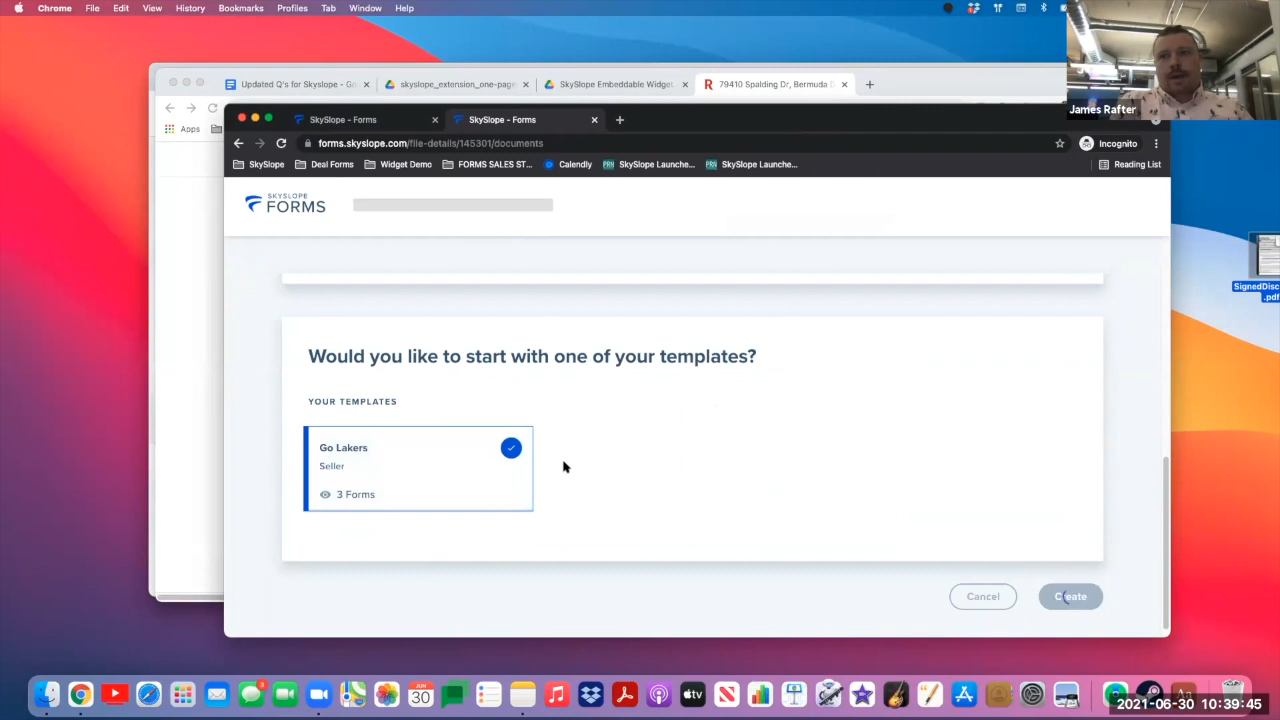 Chrome File Edit View History Bookmarks Profiles Tab Window Help
Updated Q's for Skyslope - Go
_extension_one-page
SkySlope Embeddable Widget
79410 Spalding Dr, Bermuda D
James Rafter
SkySlope - Forms
SkySlope - Forms
Apps
forms.skyslope.com/file-details/145301/documents
Incognito
SkySlope
Deal Forms
Widget Demo
FORMS SALES ST...
Calendly
SkySlope Launche...
SkySlope Launche...
Reading List
SKYSLOPE
FORMS
SignedDisc
.pdf
Would you like to start with one of your templates?
YOUR TEMPLATES
Go Lakers
Seller
3 Forms
Cancel
Create
3
JUN
30
2021-06-30 10:39:45